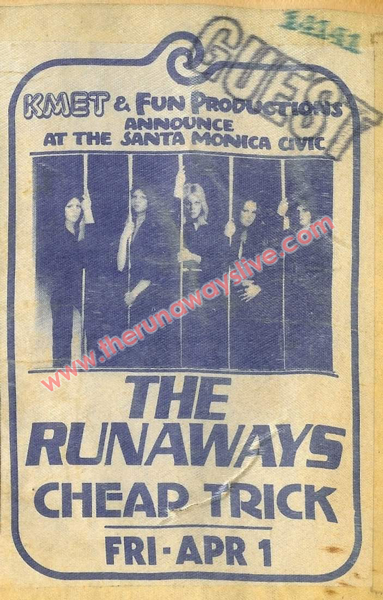 14141
GUEST
KMET & FUN PRODUCTIONS
ANNOUNCE
AT THE SANTA MONICA CIVIC
www.therunawayslive.com
THE
RUNAWAYS
CHEAP TRICK
FRI-APR 1